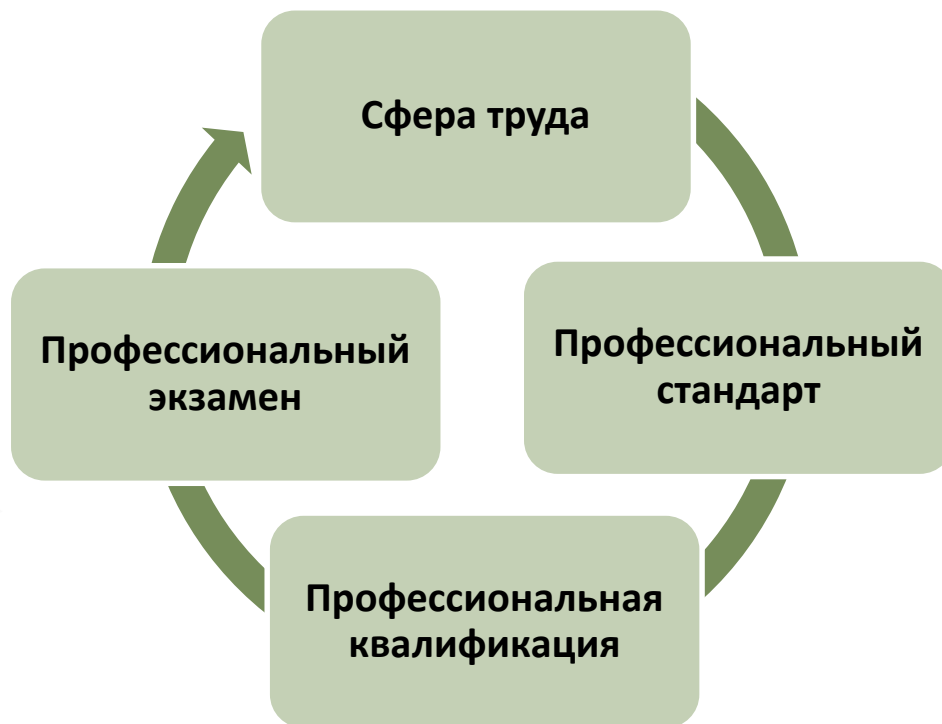 Сфера труда
Профессиональный
стандарт
Профессиональная
квалификация
Профессиональный
экзамен